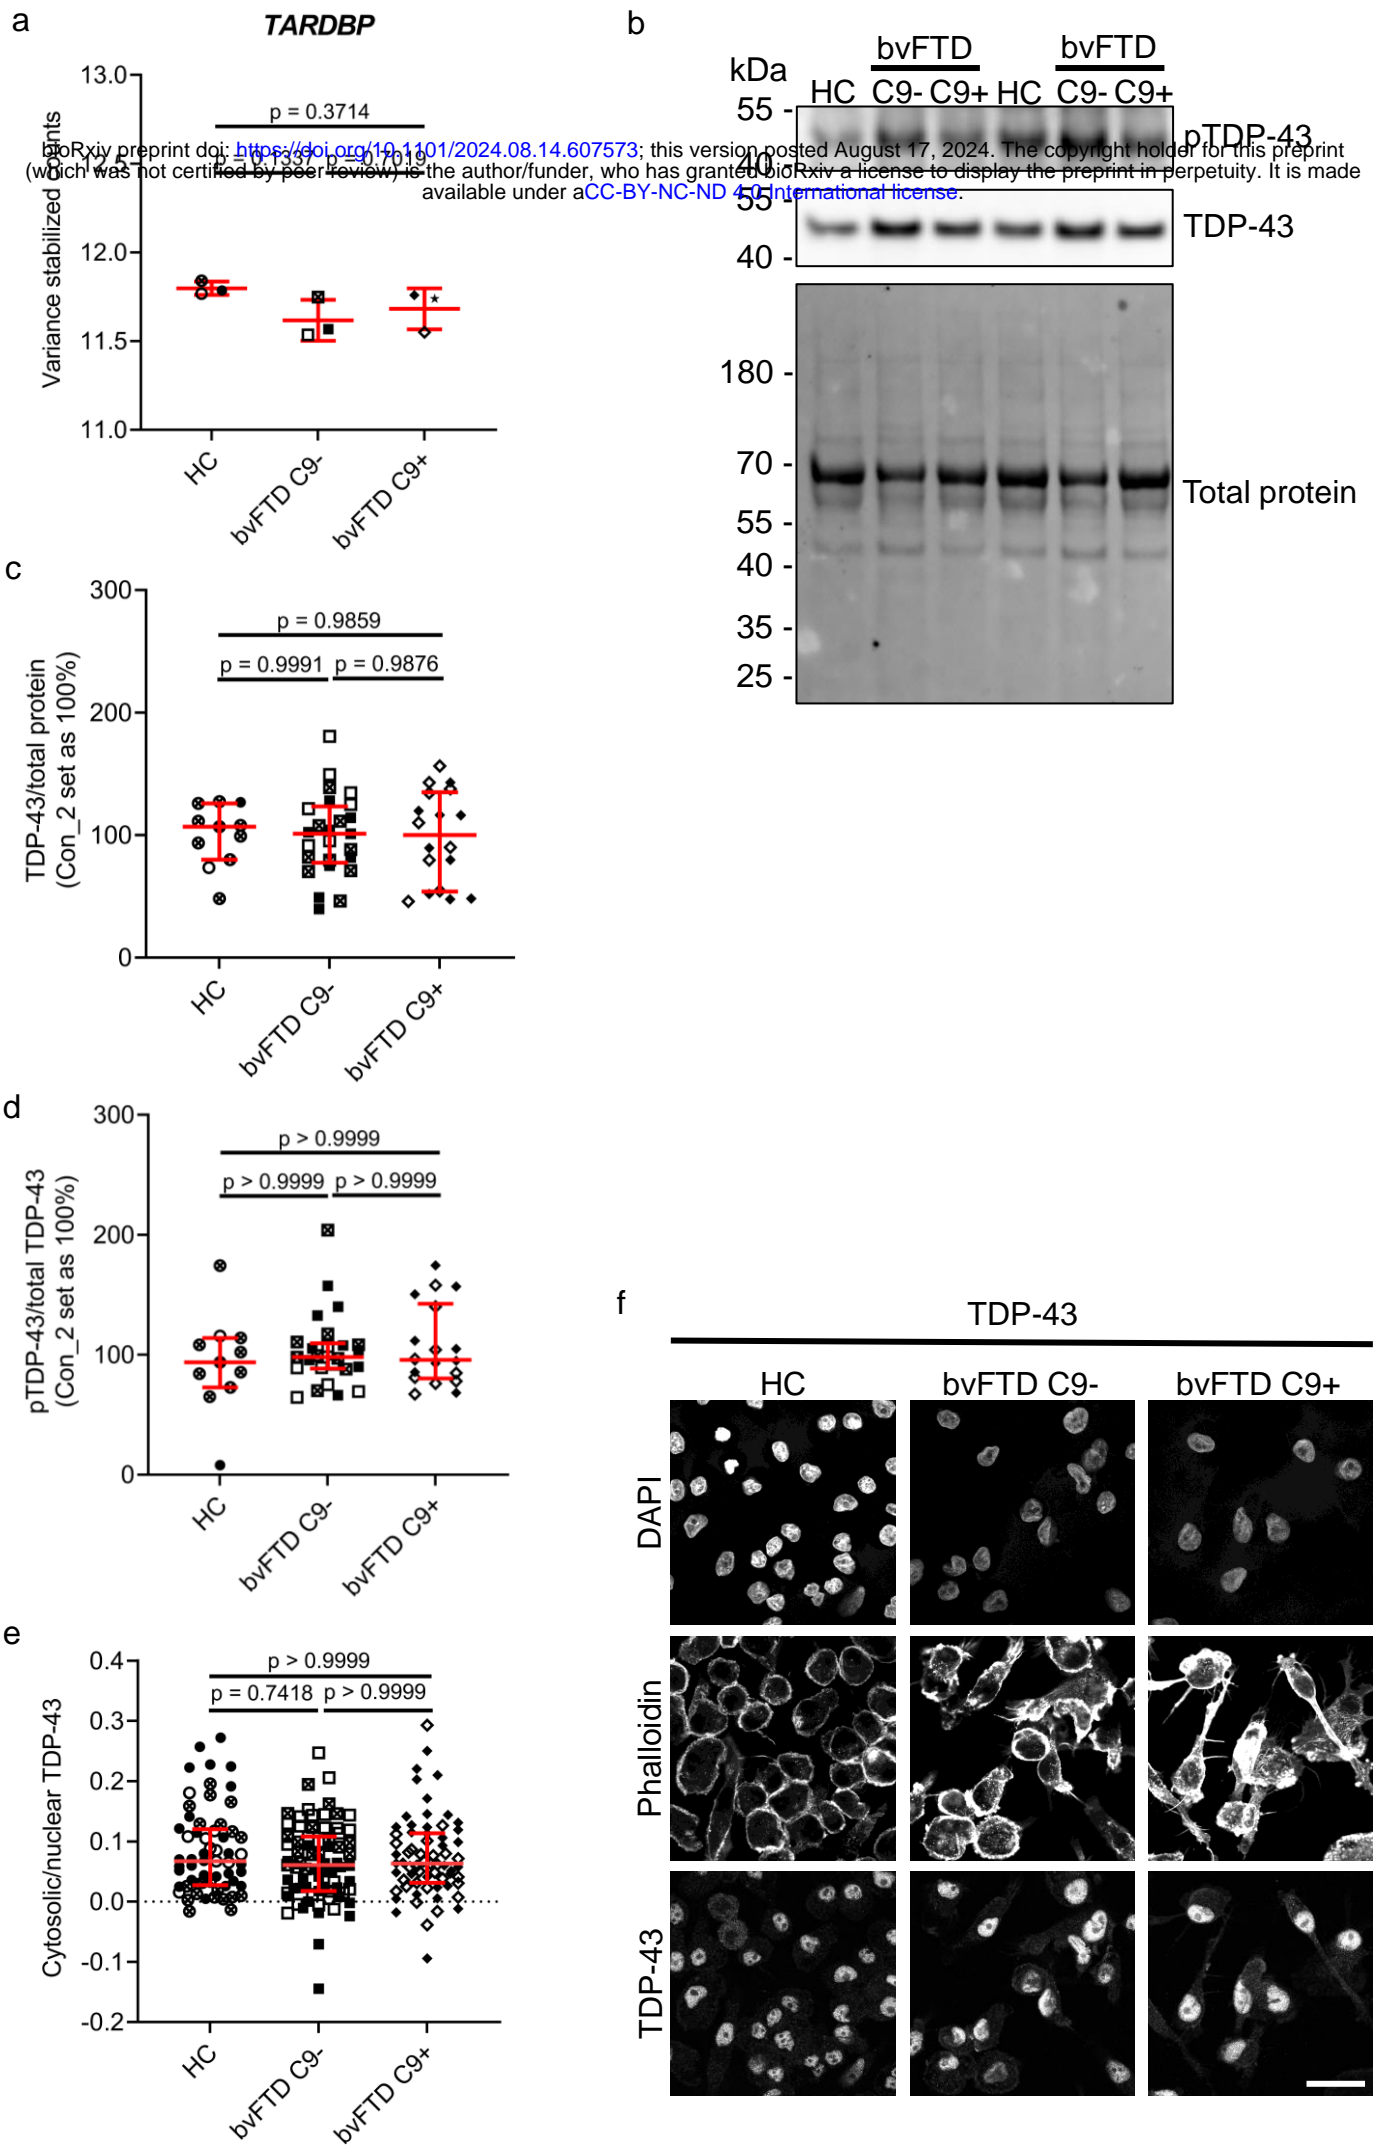 a
TARDBP
Variance stabilized counts
13.0
12.5
12.0
11.5
11.0
p = 0.3714
p = 0.1337
p = 0.7019
HC
bvFTD C9-
bvFTD C9+
bioRxiv preprint doi: https://doi.org/10.1101/2024.08.14.607573; this version posted August 17, 2024. The copyright holder for this preprint
(which was not certified by peer review) is the author/funder, who has granted bioRxiv a license to display the preprint in perpetuity. It is made
available under aCC-BY-NC-ND 4.0 International license.
b
bvFTD
bvFTD
kDa
HC C9- C9+ HC C9- C9+
55 -
pTDP-43
40 -
55 -
TDP-43
40 -
180 -
70 -
Total protein
55 -
40 -
35 -
25 -
c
TDP-43/total protein
(Con_2 set as 100%)
300
200
100
0
p = 0.9859
p = 0.9991
p = 0.9876
HC
bvFTD C9-
bvFTD C9+
d
pTDP-43/total TDP-43
(Con_2 set as 100%)
300
200
100
0
p > 0.9999
p > 0.9999
p > 0.9999
HC
bvFTD C9-
bvFTD C9+
e
Cytosolic/nuclear TDP-43
0.4
0.3
0.2
0.1
0.0
-0.1
-0.2
p > 0.9999
p = 0.7418
p > 0.9999
HC
bvFTD C9-
bvFTD C9+
f
TDP-43
HC
bvFTD C9-
bvFTD C9+
DAPI
Phalloidin
TDP-43